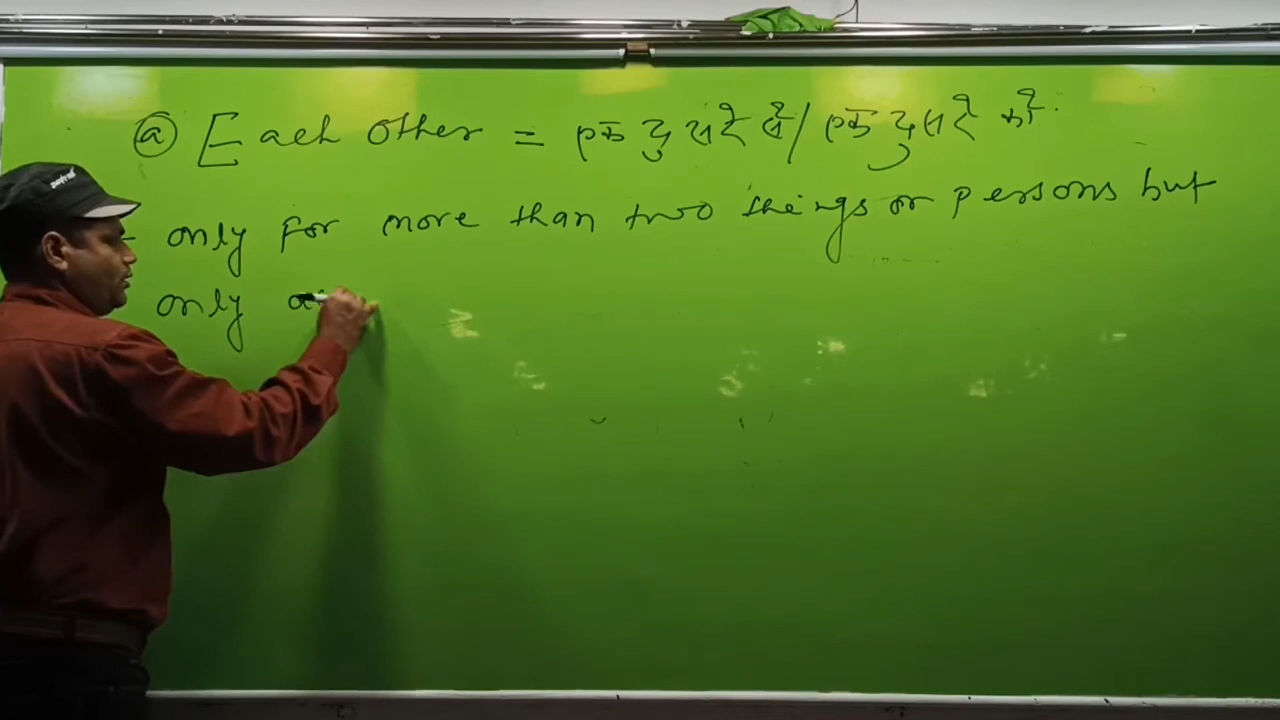 ⓐ Each other = एक दुसरे से/एक दुसरे को.
- only for more than two things or persons but
only